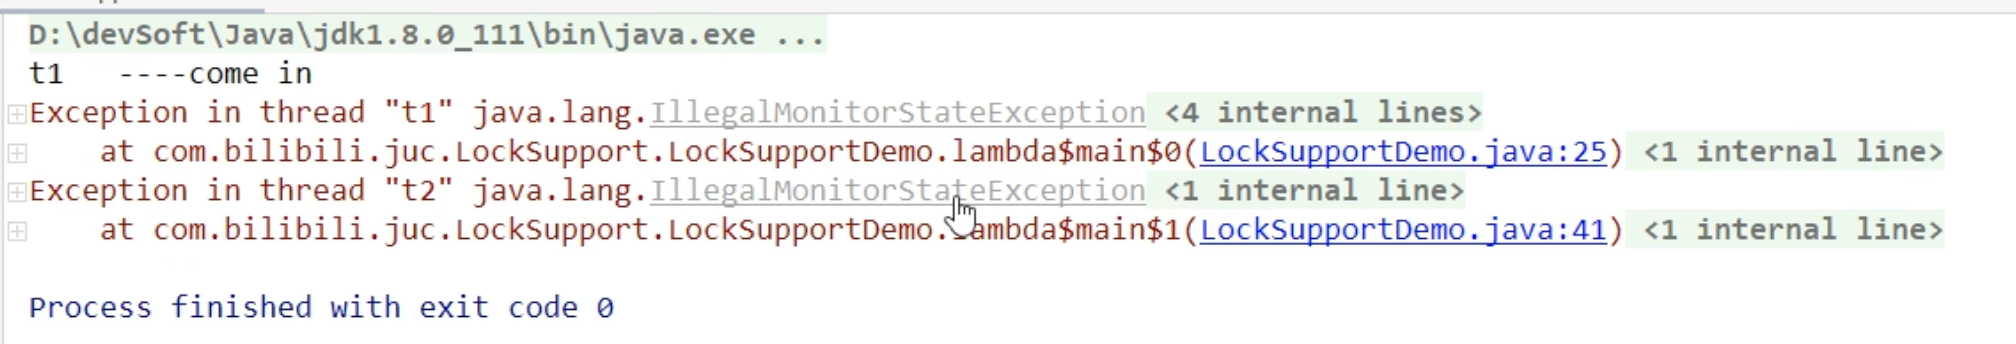 D:\devSoft\Java\jdk1.8.0_111\bin\java.exe ...
t1   ----come in
Exception in thread "t1" java.lang.IllegalMonitorStateException <4 internal lines>
    at com.bilibili.juc.LockSupport.LockSupportDemo.lambda$main$0(LockSupportDemo.java:25) <1 internal line>
Exception in thread "t2" java.lang.IllegalMonitorStateException <1 internal line>
    at com.bilibili.juc.LockSupport.LockSupportDemo.lambda$main$1(LockSupportDemo.java:41) <1 internal line>
Process finished with exit code 0